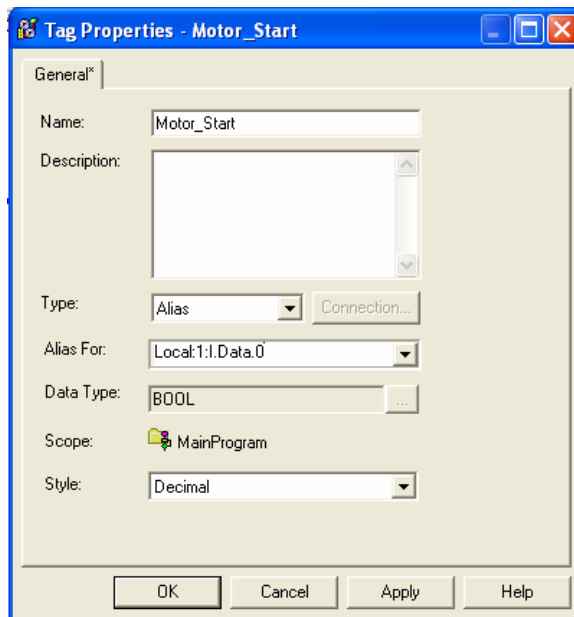 Tag Properties - Motor_Start
General*
Name: Motor_Start
Description:
Type: Alias Connection...
Alias For: Local:1:I.Data.0
Data Type: BOOL ...
Scope: MainProgram
Style: Decimal
OK Cancel Apply Help